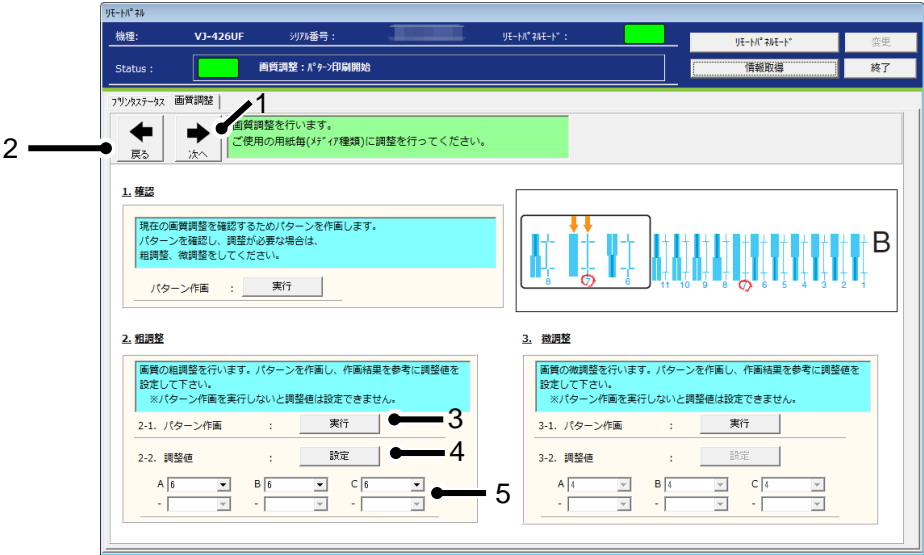 ﾘﾓｰﾄﾊﾟﾈﾙ
機種: VJ-426UF ｼﾘｱﾙ番号： ﾘﾓｰﾄﾊﾟﾈﾙﾓｰﾄﾞ： ﾘﾓｰﾄﾊﾟﾈﾙﾓｰﾄﾞ 変更
Status： 画質調整：ﾊﾟﾀｰﾝ印刷開始 情報取得 終了
ﾌﾟﾘﾝﾀｽﾃｰﾀｽ 画質調整 1
画質調整を行います。
ご使用の用紙毎(ﾒﾃﾞｨｱ種類)に調整を行ってください。
2 戻る 次へ
1. 確認
現在の画質調整を確認するためパターンを作画します。
パターンを確認し、調整が必要な場合は、
粗調整、微調整をしてください。
パターン作画 ： 実行
B
8 7 6 11 10 9 8 7 6 5 4 3 2 1
2. 粗調整
画質の粗調整を行います。パターンを作画し、作画結果を参考に調整値を
設定して下さい。
※パターン作画を実行しないと調整値は設定できません。
2-1. パターン作画 ： 実行 3
2-2. 調整値 ： 設定 4
A 6 B 6 C 6 5
- - -
3. 微調整
画質の微調整を行います。パターンを作画し、作画結果を参考に調整値を
設定して下さい。
※パターン作画を実行しないと調整値は設定できません。
3-1. パターン作画 ： 実行
3-2. 調整値 ： 設定
A 4 B 4 C 4
- - -